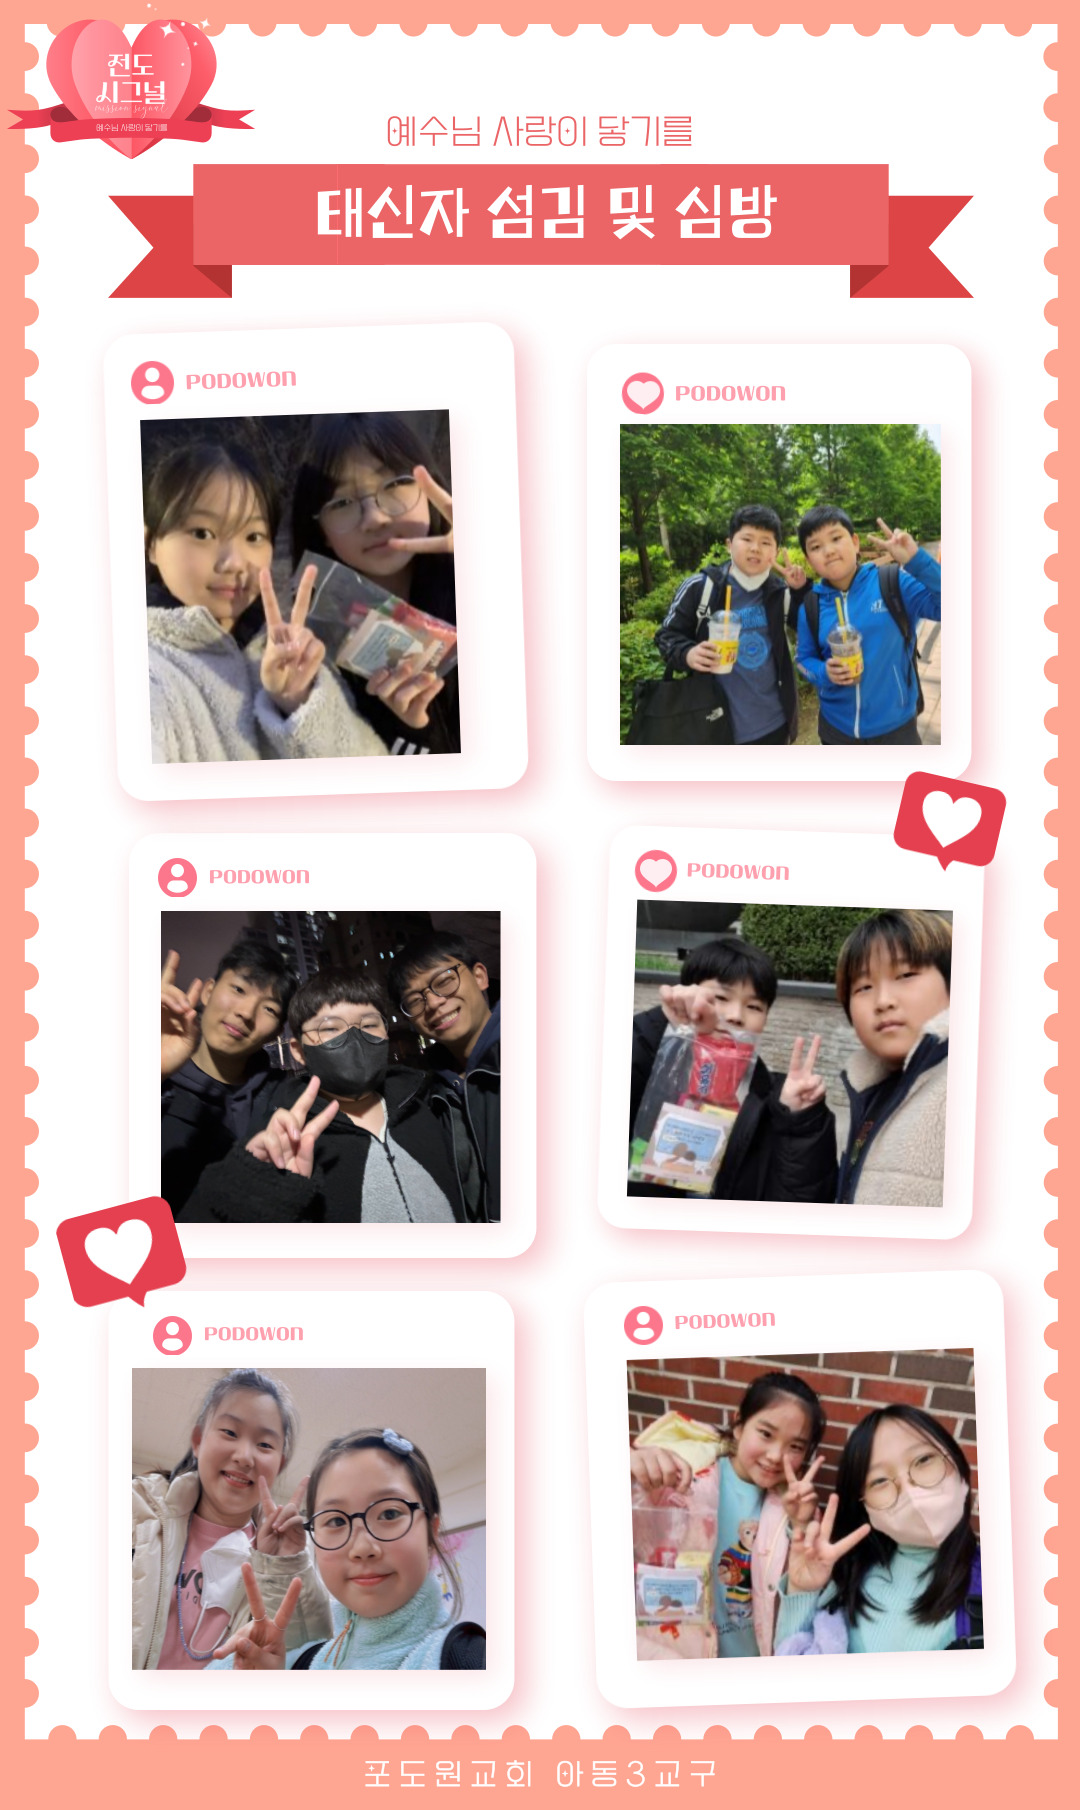 전도
시그널
mission signal
예수님 사랑이 닿기를
예수님 사랑이 닿기를
태신자 섬김 및 심방
PODOWON
PODOWON
PODOWON
PODOWON
PODOWON
PODOWON
포도원교회 아동3교구